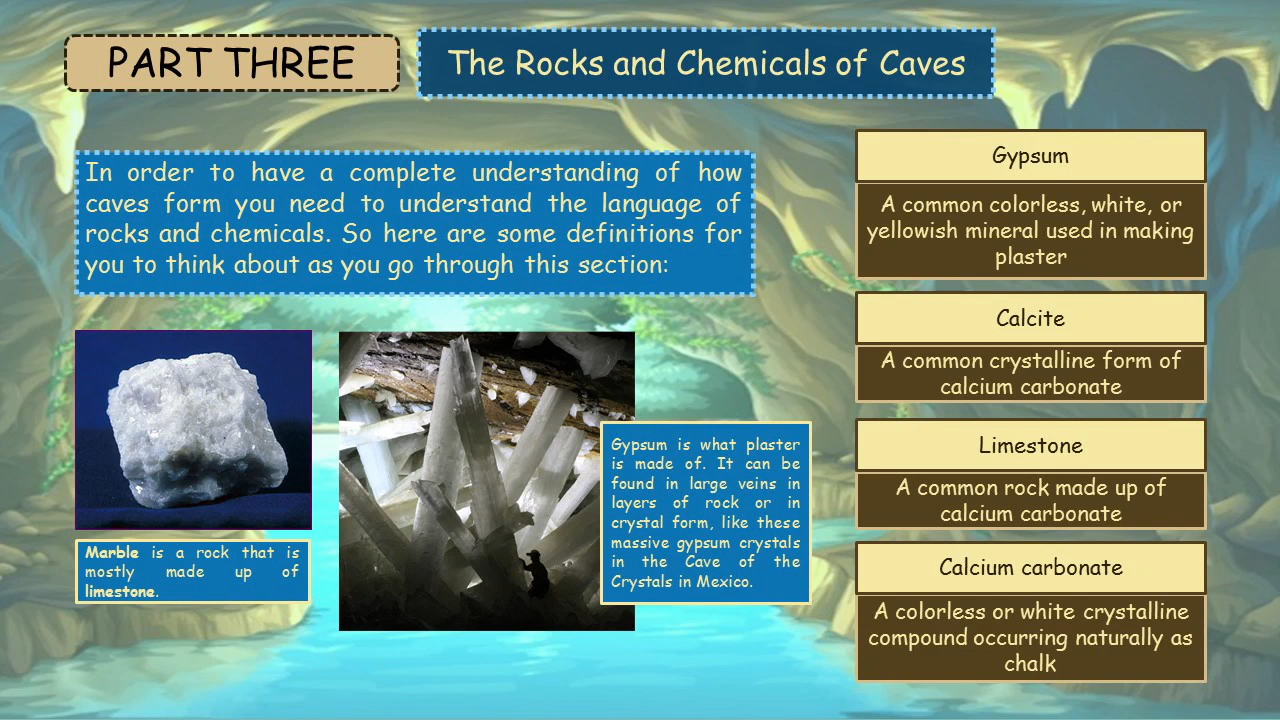 PART THREE
The Rocks and Chemicals of Caves
In order to have a complete understanding of how
caves form you need to understand the language of
rocks and chemicals. So here are some definitions for
you to think about as you go through this section:
Marble is a rock that is
mostly made up of
limestone.
Gypsum is what plaster
is made of. It can be
found in large veins in
layers of rock or in
crystal form, like these
massive gypsum crystals
in the Cave of the
Crystals in Mexico.
Gypsum
A common colorless, white, or
yellowish mineral used in making
plaster
Calcite
A common crystalline form of
calcium carbonate
Limestone
A common rock made up of
calcium carbonate
Calcium carbonate
A colorless or white crystalline
compound occurring naturally as
chalk